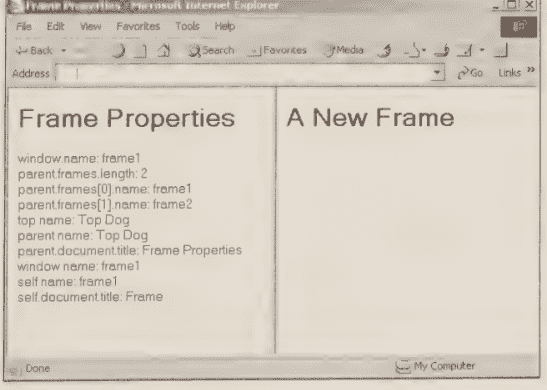 Frame Properties - Microsoft Internet Explorer
File Edit View Favorites Tools Help
Back Search Favorites Media
Address Go Links »
Frame Properties
window.name: frame1
parent.frames.length: 2
parent.frames[0].name: frame1
parent.frames[1].name: frame2
top name: Top Dog
parent name: Top Dog
parent.document.title: Frame Properties
window name: frame1
self name: frame1
self.document.title: Frame
A New Frame
Done My Computer